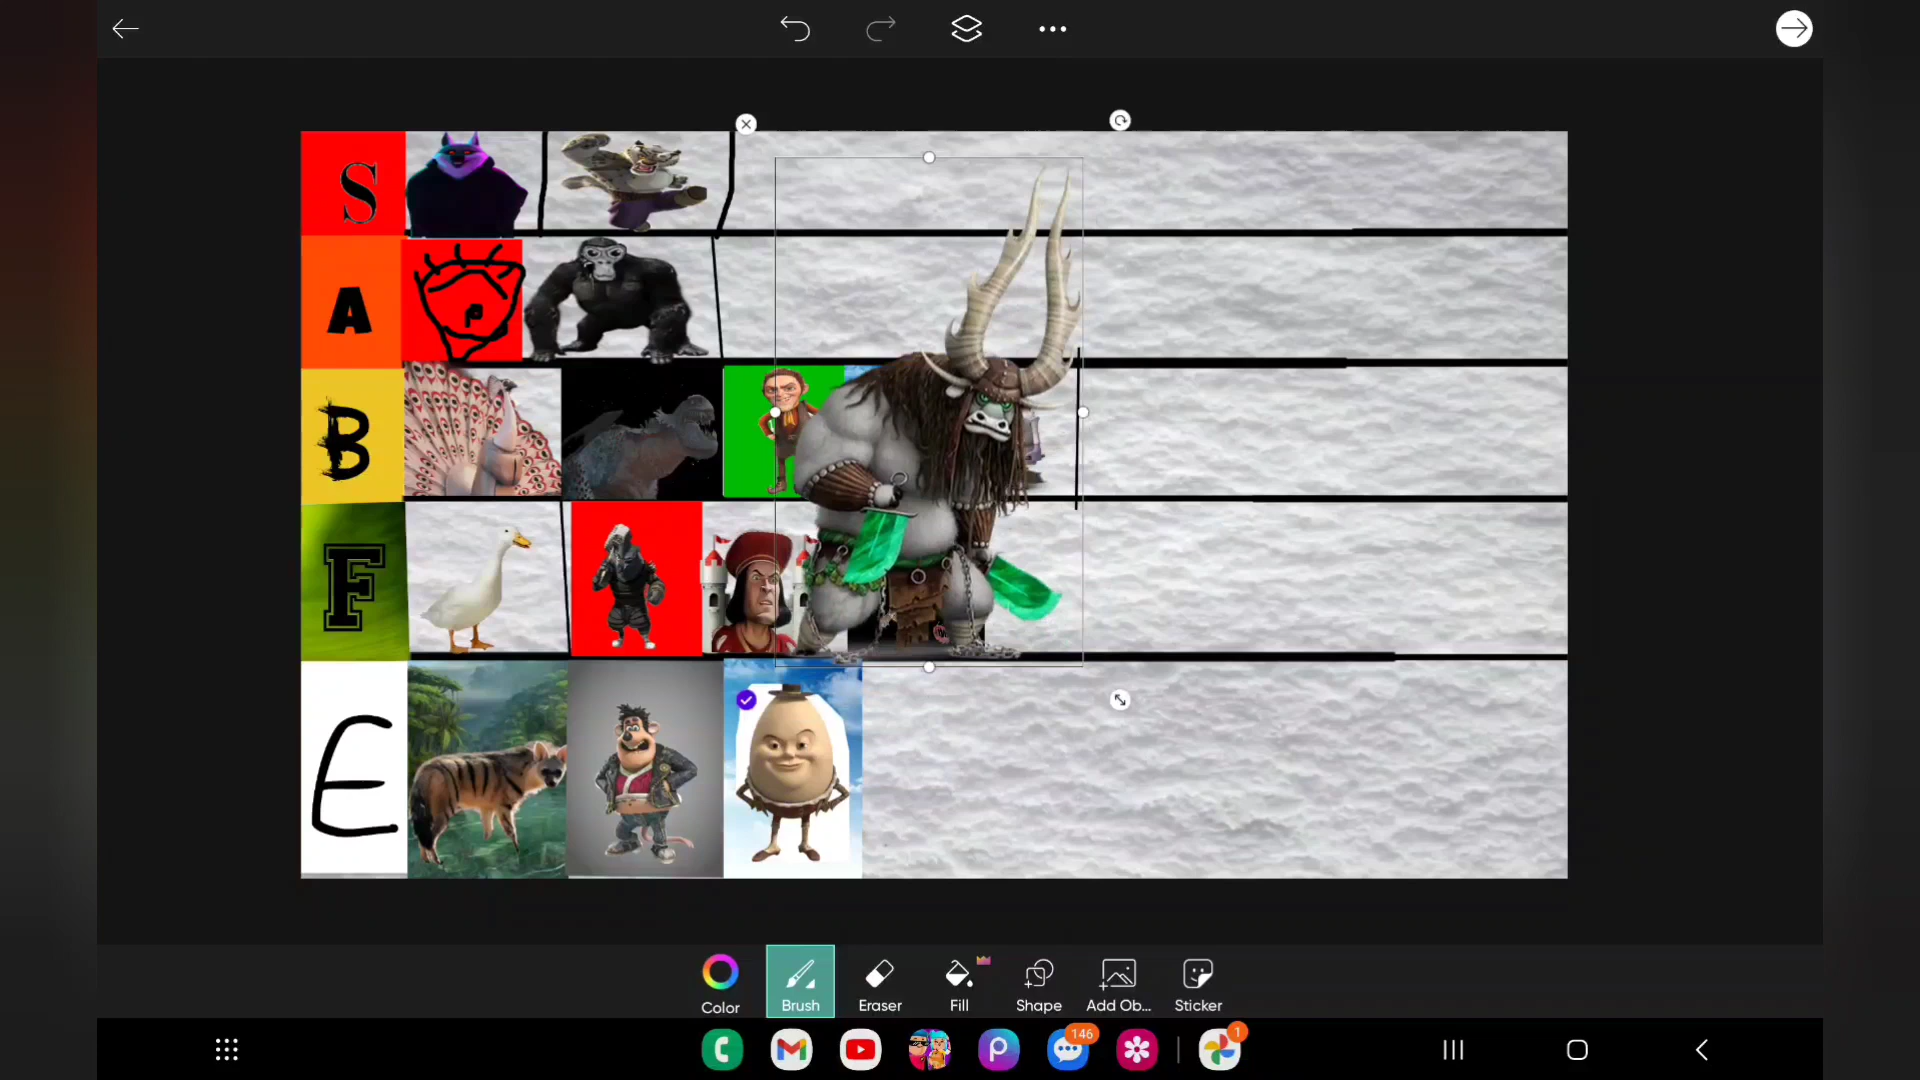 S
A
P
B
F
E
Color
Brush
Eraser
Fill
Shape
Add Ob...
Sticker
146
1